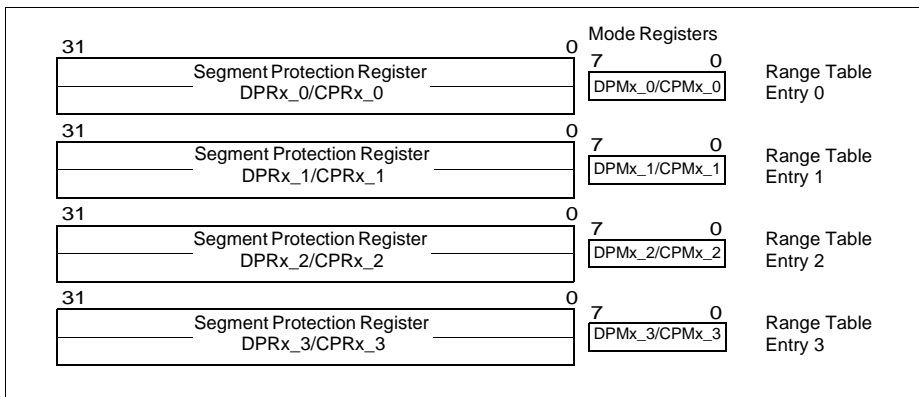 Mode Registers
31 0
7 0
Segment Protection Register
DPRx_0/CPRx_0
DPMx_0/CPMx_0
Range Table
Entry 0
31 0
7 0
Segment Protection Register
DPRx_1/CPRx_1
DPMx_1/CPMx_1
Range Table
Entry 1
31 0
7 0
Segment Protection Register
DPRx_2/CPRx_2
DPMx_2/CPMx_2
Range Table
Entry 2
31 0
7 0
Segment Protection Register
DPRx_3/CPRx_3
DPMx_3/CPMx_3
Range Table
Entry 3